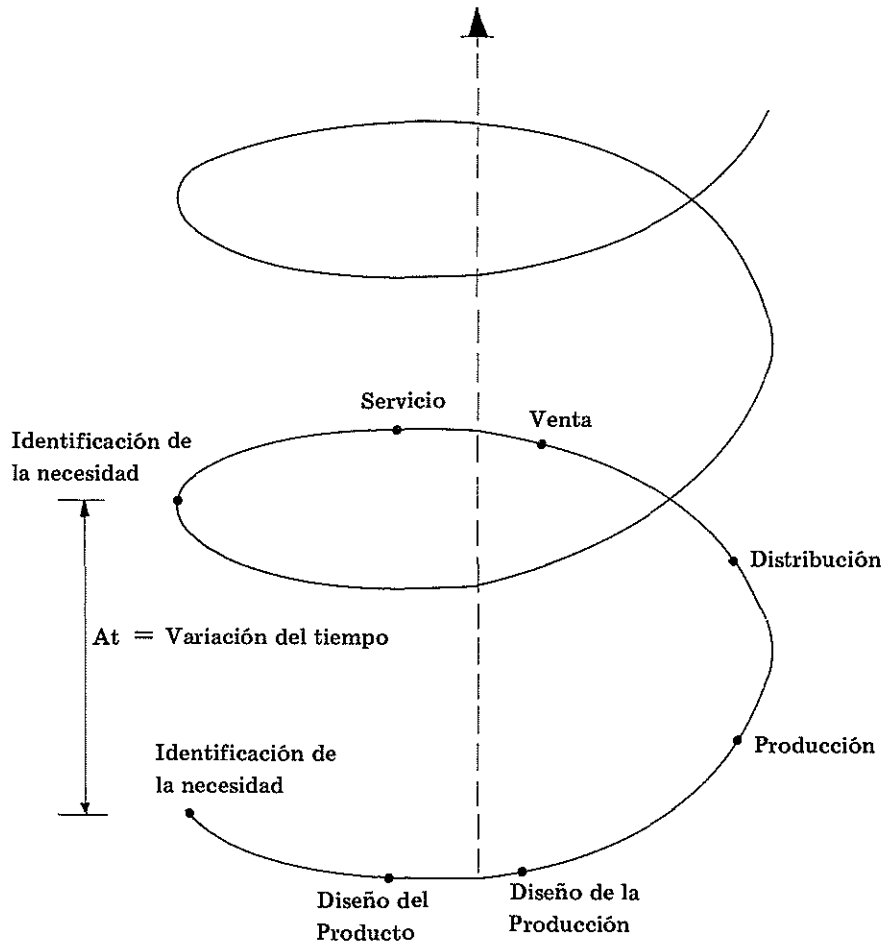 Servicio
Venta
Identificación de
la necesidad
Distribución
At = Variación del tiempo
Producción
Identificación de
la necesidad
Diseño del
Producto
Diseño de la
Producción